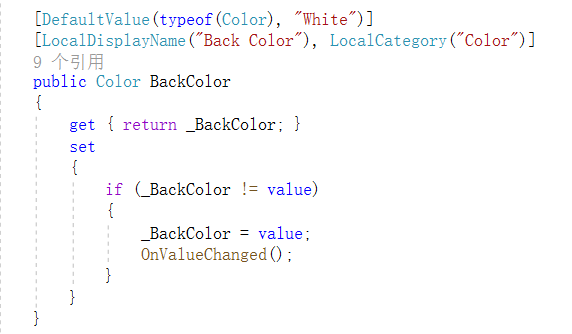 [DefaultValue(typeof(Color), "White")]
[LocalDisplayName("Back Color"), LocalCategory("Color")]
9 个引用
public Color BackColor
{
get { return _BackColor; }
set
{
if (_BackColor != value)
{
_BackColor = value;
OnValueChanged();
}
}
}